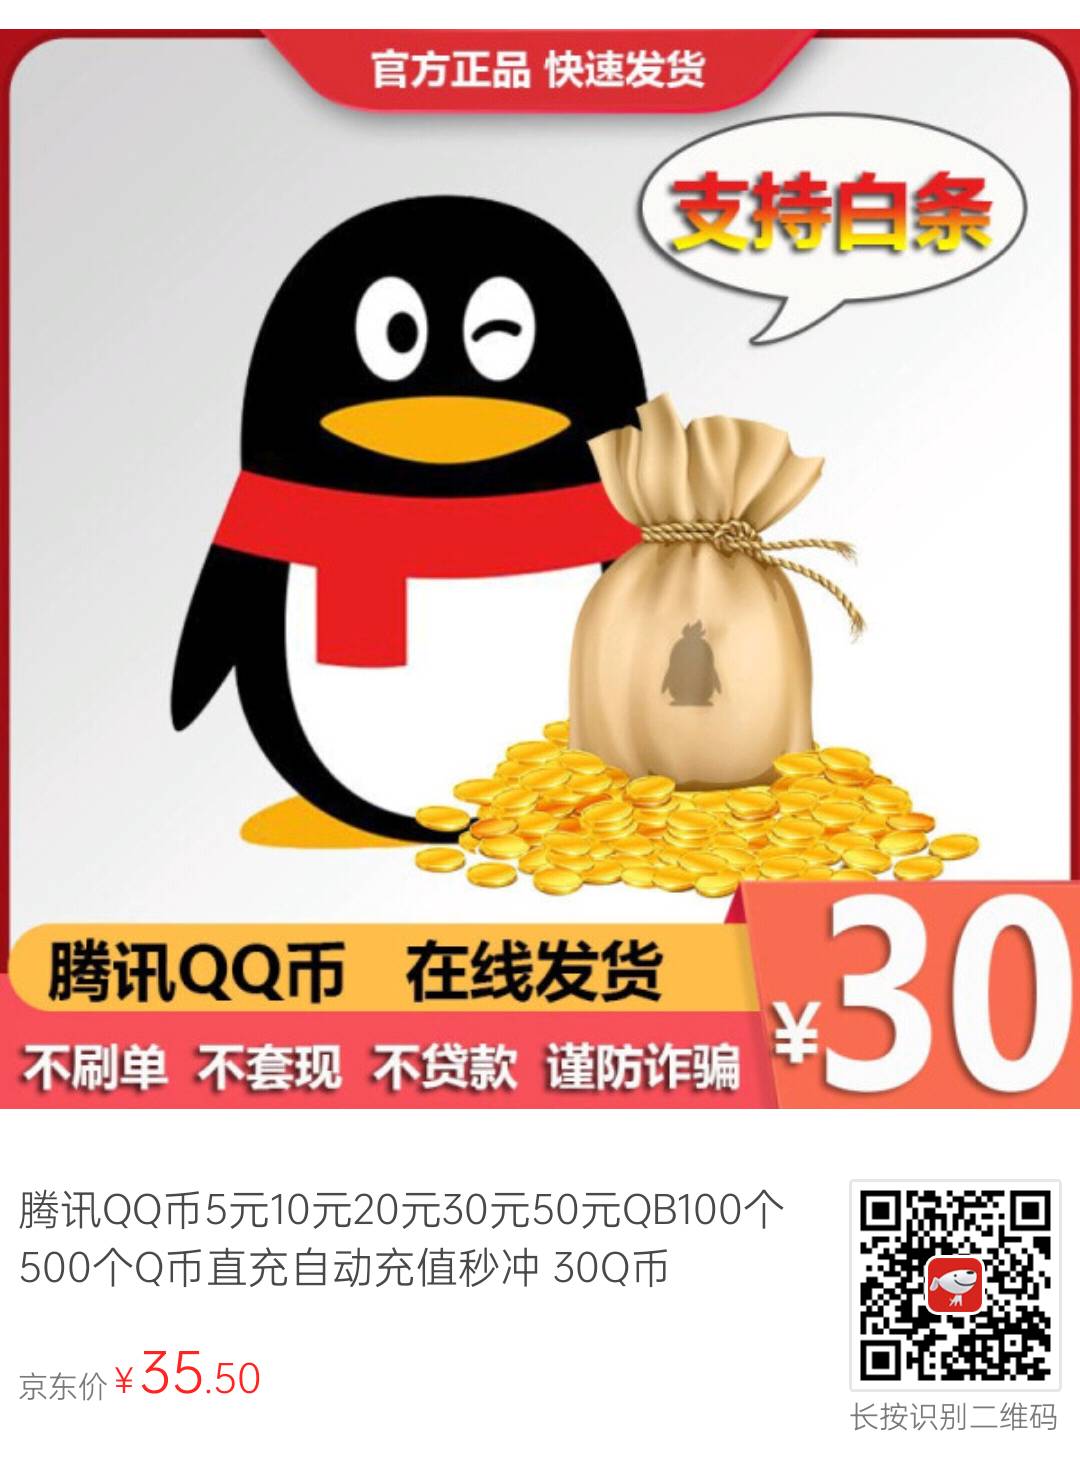 官方正品 快速发货
支持白条
腾讯QQ币 在线发货
¥30
不刷单 不套现 不贷款 谨防诈骗
腾讯QQ币5元10元20元30元50元QB100个
500个Q币直充自动充值秒冲 30Q币
京东价¥35.50
长按识别二维码